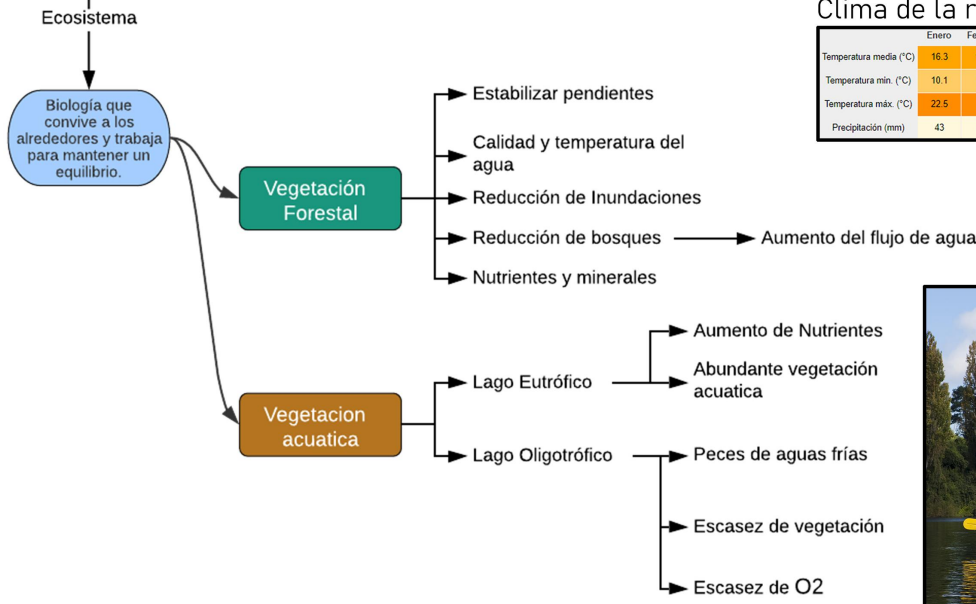 Ecosistema
Biología que
convive a los
alrededores y trabaja
para mantener un
equilibrio.
Vegetación
Forestal
Estabilizar pendientes
Calidad y temperatura del
agua
Reducción de Inundaciones
Reducción de bosques
Aumento del flujo de agua
Nutrientes y minerales
Vegetacion
acuatica
Lago Eutrófico
Aumento de Nutrientes
Abundante vegetación
acuatica
Lago Oligotrófico
Peces de aguas frías
Escasez de vegetación
Escasez de O2
Clima de la
Enero
Temperatura media (°C) 16.3
Temperatura min. (°C) 10.1
Temperatura máx. (°C) 22.5
Precipitación (mm) 43